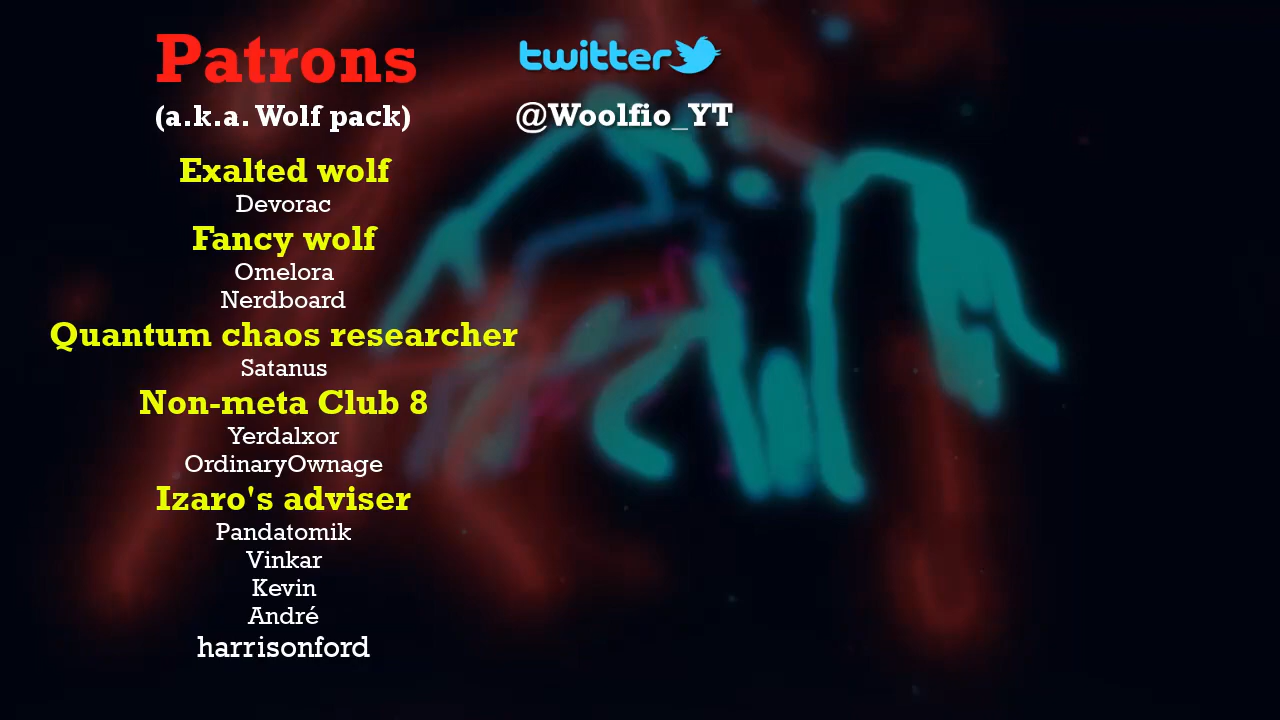 Patrons
(a.k.a. Wolf pack)
Exalted wolf
Devorac
Fancy wolf
Omelora
Nerdboard
Quantum chaos researcher
Satanus
Non-meta Club 8
Yerdalxor
OrdinaryOwnage
Izaro's adviser
Pandatomik
Vinkar
Kevin
André
harrisonford
twitter
@Woolfio_YT